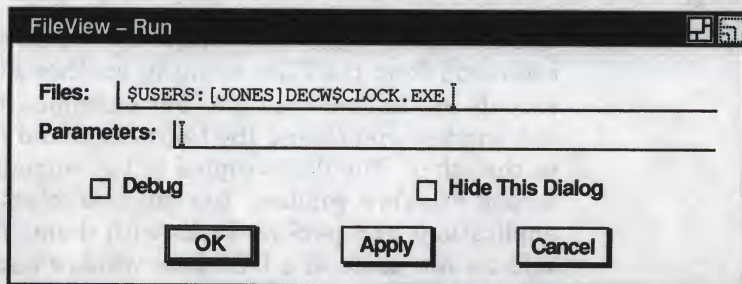 FileView – Run
Files: $USERS:[JONES]DECW$CLOCK.EXE
Parameters:
Debug Hide This Dialog
OK Apply Cancel